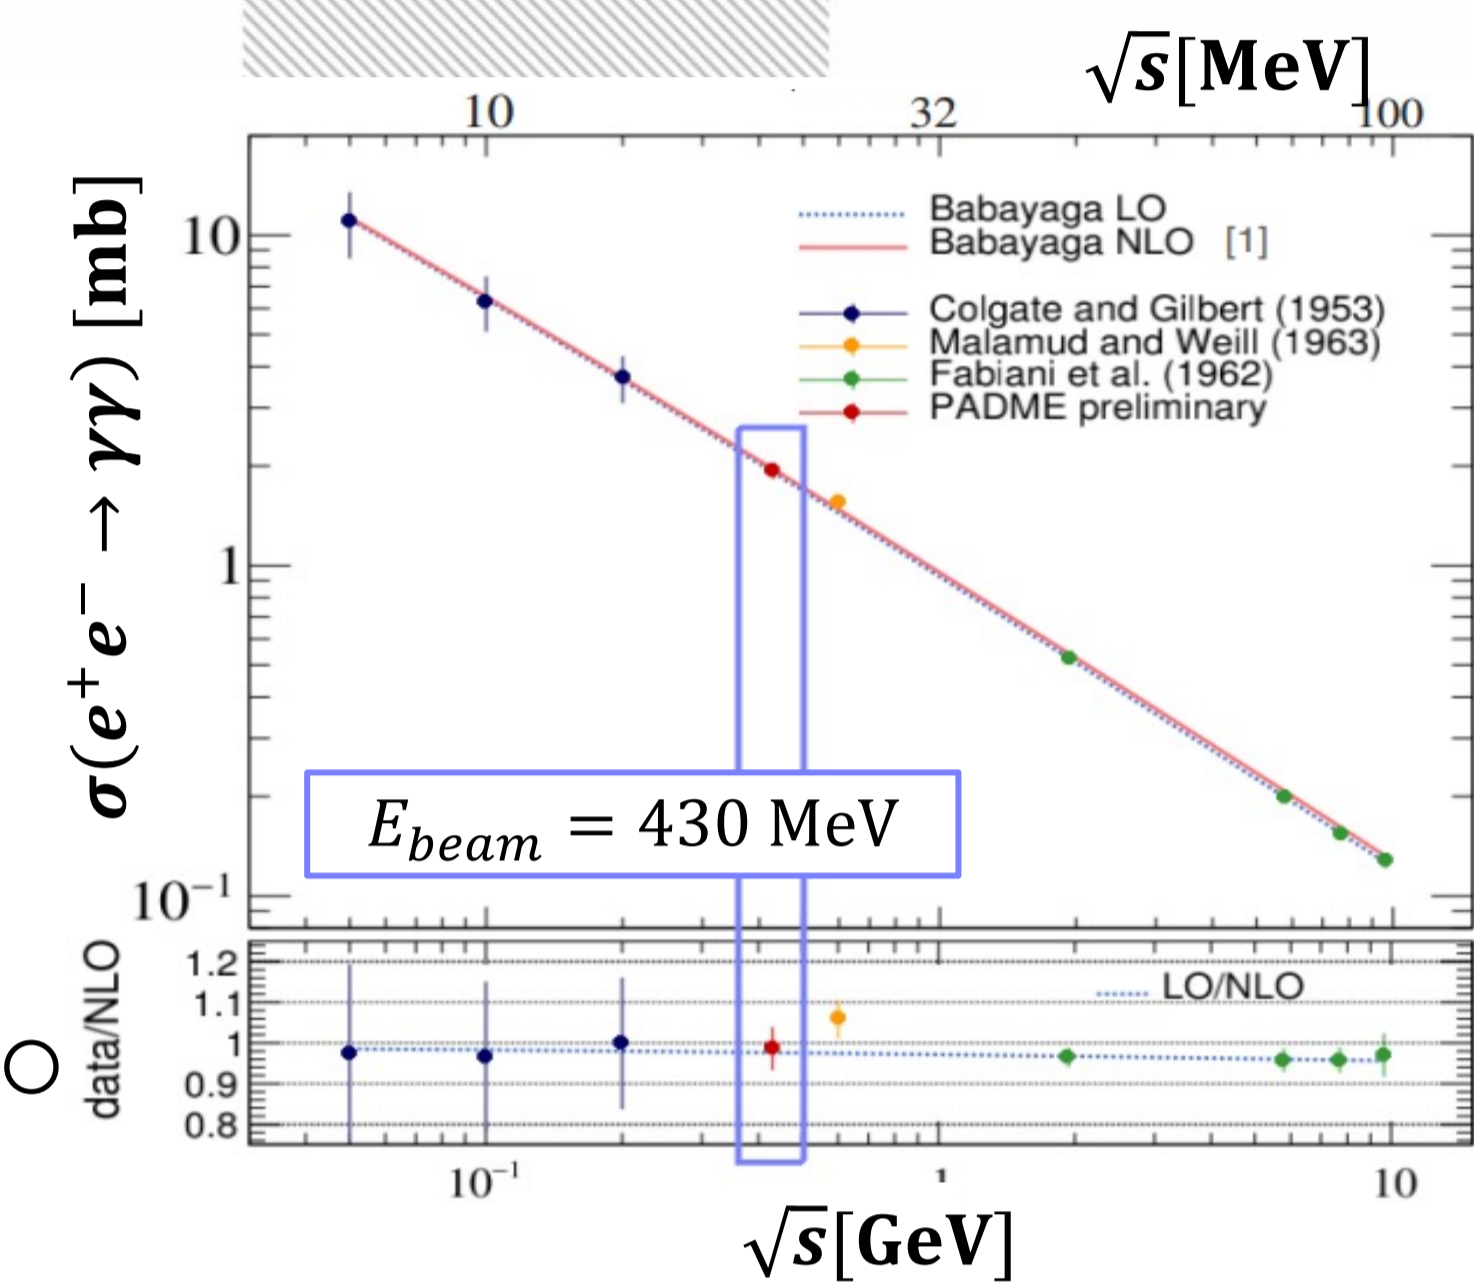 √s[MeV]
10 32 100
σ(e⁺e⁻ → γγ) [mb]
10
1
10⁻¹
Babayaga LO
Babayaga NLO [1]
Colgate and Gilbert (1953)
Malamud and Weill (1963)
Fabiani et al. (1962)
PADME preliminary
E_beam = 430 MeV
data/NLO
1.2
1.1
1
0.9
0.8
LO/NLO
10⁻¹ 1 10
√s[GeV]